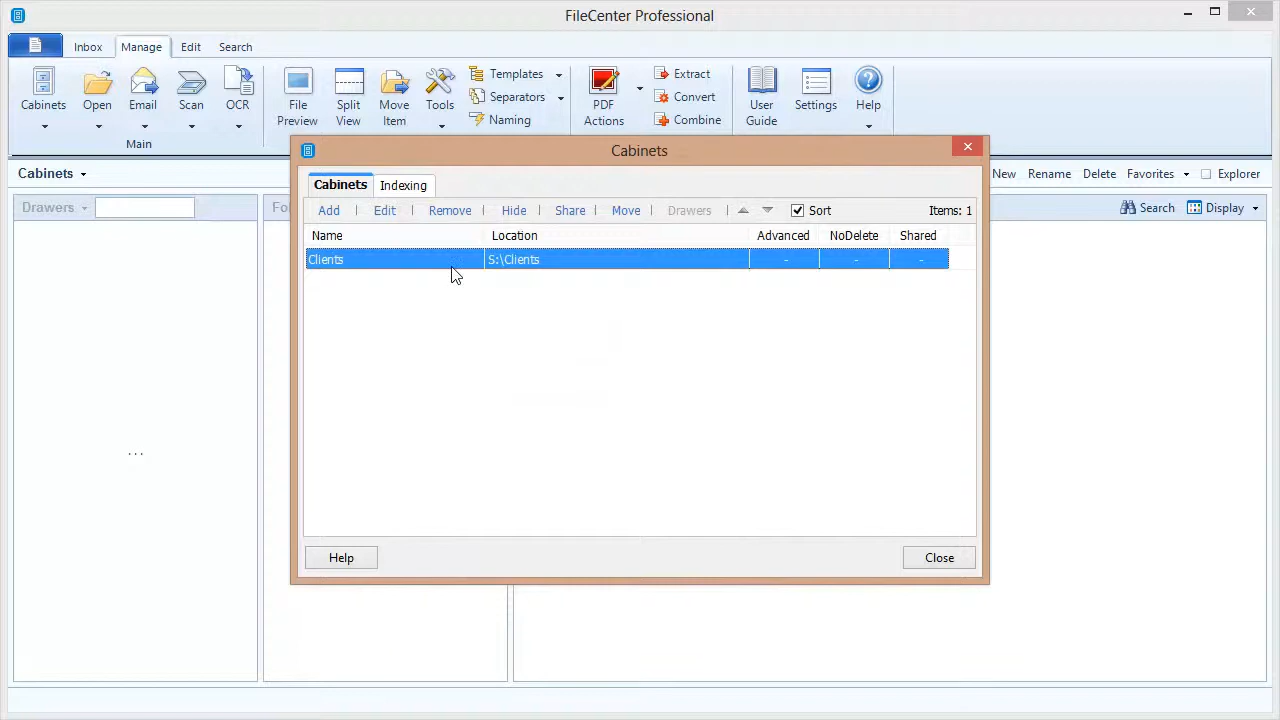 FileCenter Professional
Inbox Manage Edit Search
Cabinets Open Email Scan OCR
File Preview Split View Move Item Tools
Templates
Separators
Naming
PDF Actions
Extract
Convert
Combine
User Guide Settings Help
Main
Cabinets
New Rename Delete Favorites Explorer
Drawers
Fo
Search Display
...
Cabinets
Cabinets Indexing
Add Edit Remove Hide Share Move Drawers Sort Items: 1
Name Location Advanced NoDelete Shared
Clients S:\Clients - - -
Help Close